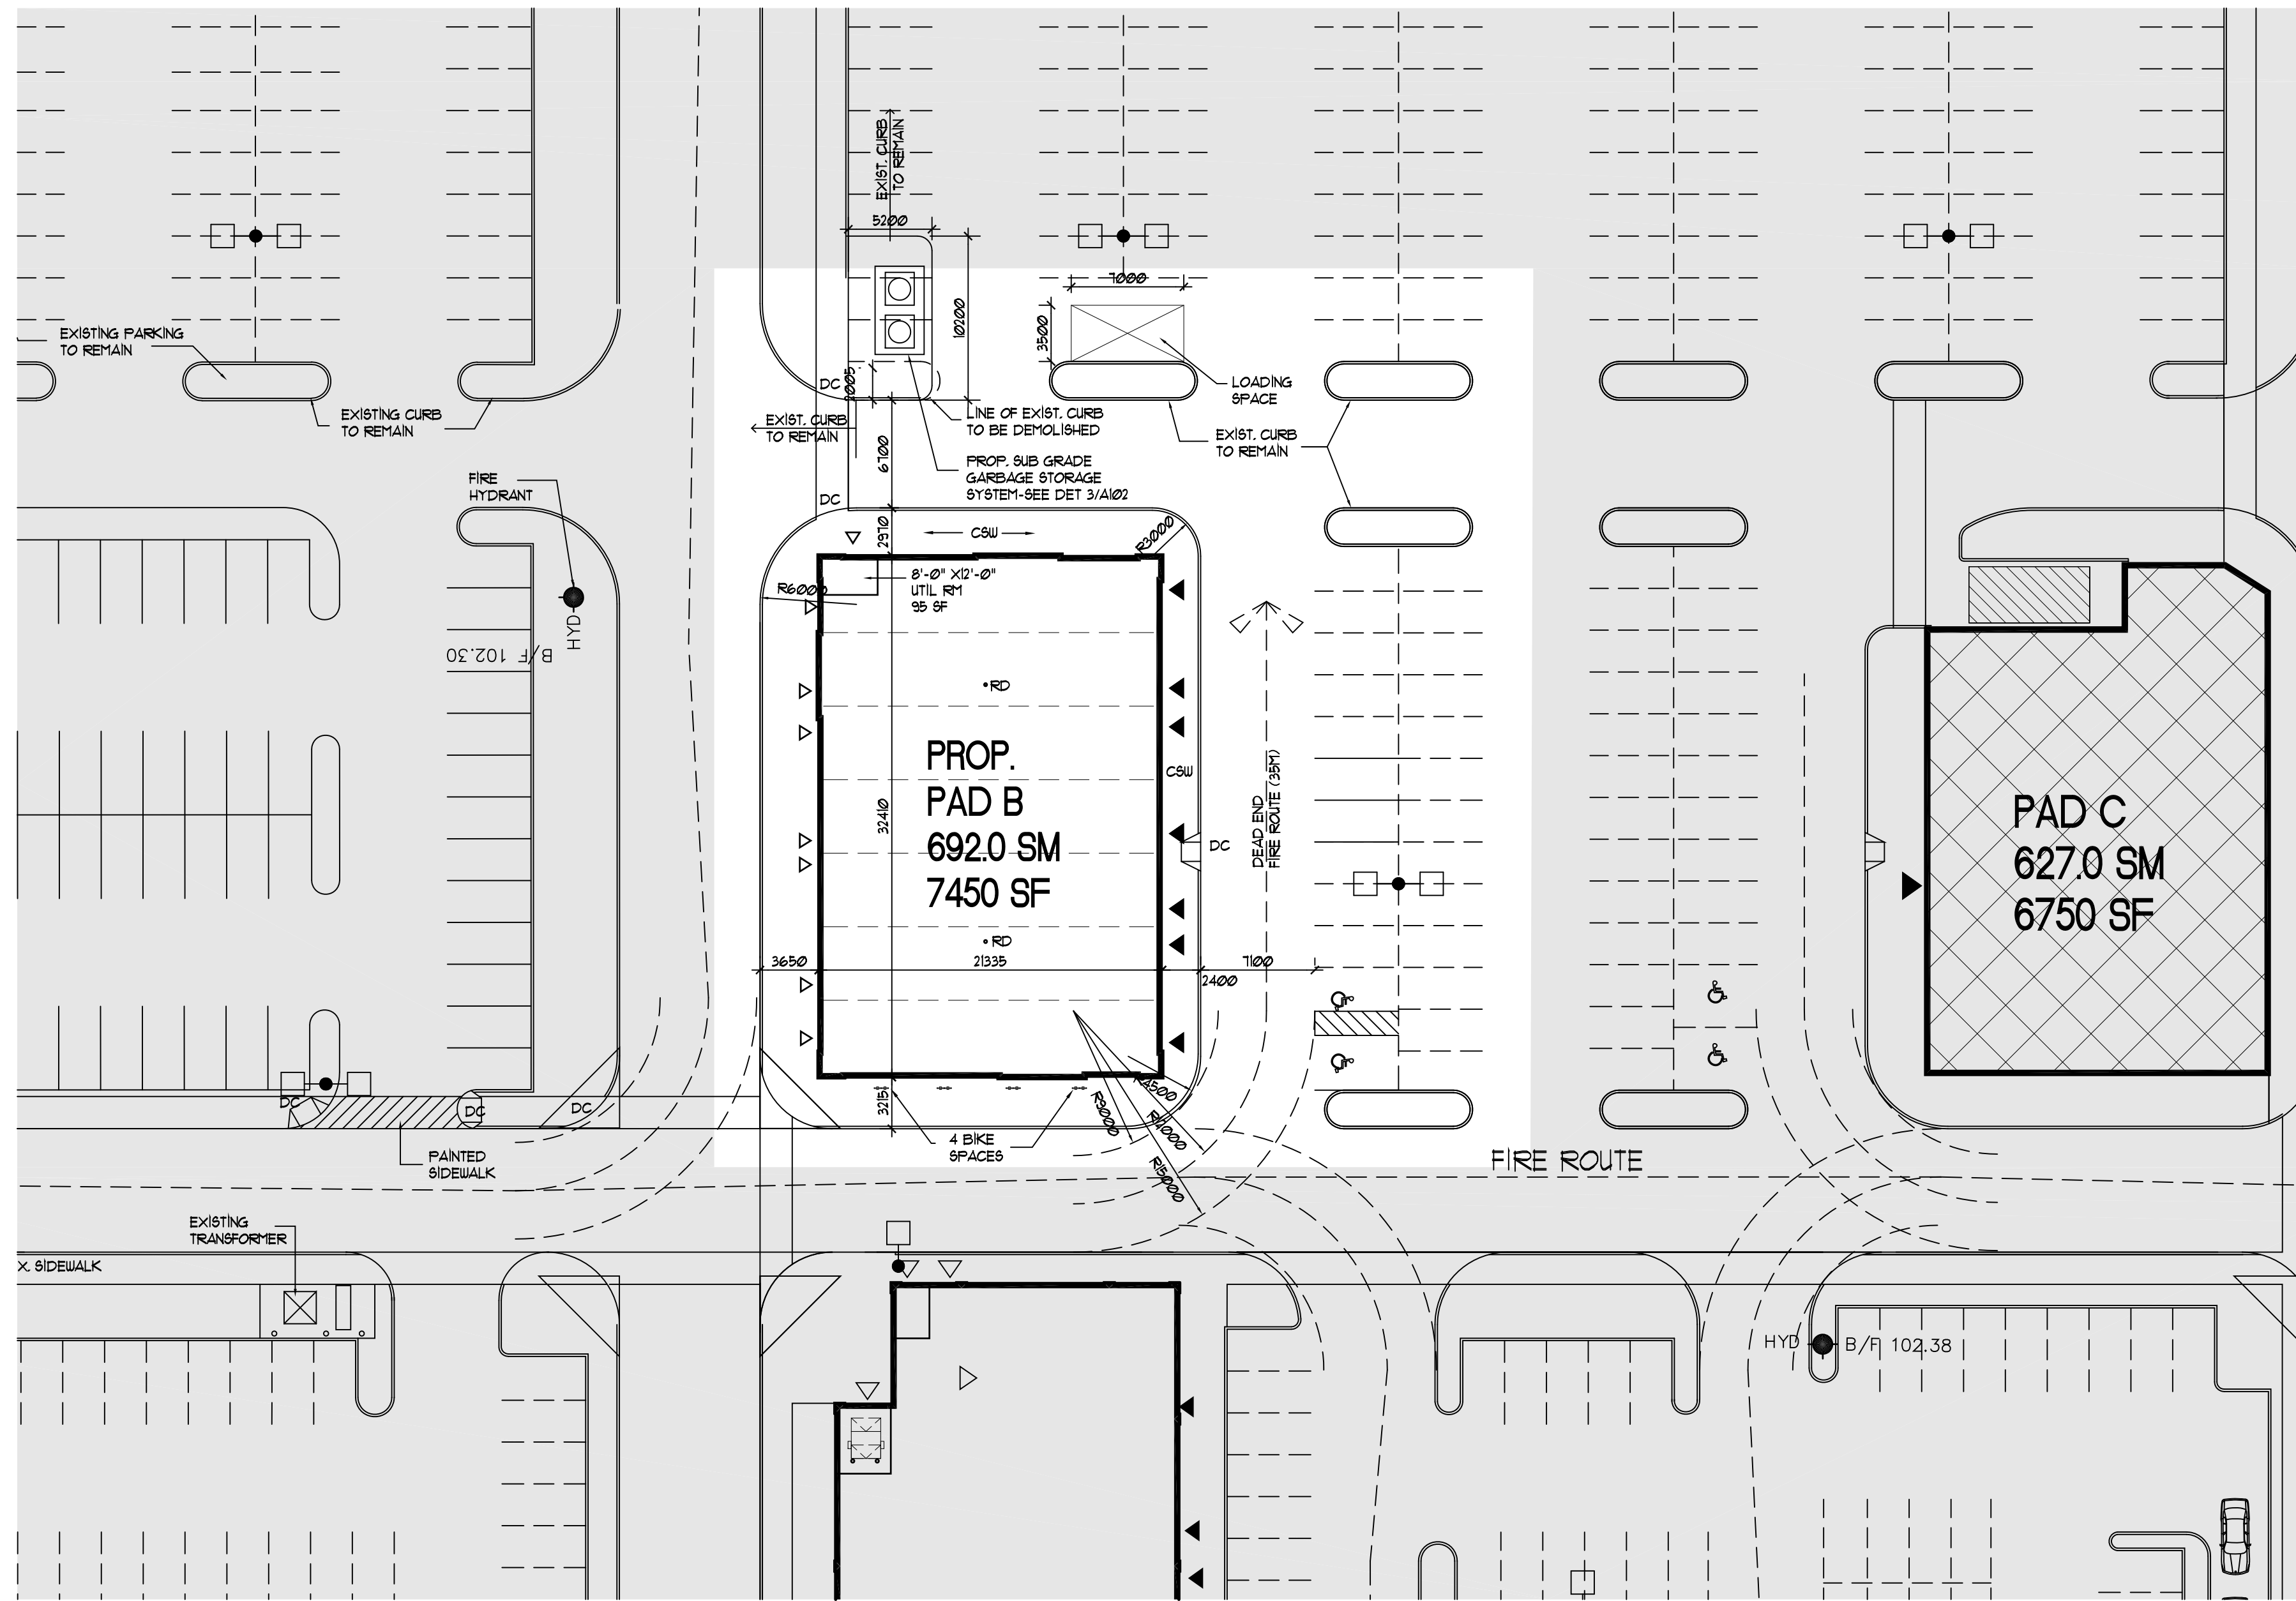 EXIST. CURB
TO REMAIN
5200
7000
10200
3500
EXISTING PARKING
TO REMAIN
EXISTING CURB
TO REMAIN
DC
2005
LOADING
SPACE
EXIST. CURB
TO REMAIN
LINE OF EXIST. CURB
TO BE DEMOLISHED
EXIST. CURB
TO REMAIN
6700
PROP. SUB GRADE
GARBAGE STORAGE
SYSTEM-SEE DET 3/A102
FIRE
HYDRANT
DC
2970
CSW
R3000
8'-0" X12'-0"
UTIL RM
95 SF
R6000
HYD
B/F 102.30
RD
PROP.
PAD B
692.0 SM
7450 SF
32410
CSW
DC
DEAD END
FIRE ROUTE (35M)
PAD C
627.0 SM
6750 SF
RD
3650
21335
7100
2400
R4500
R9000
R12000
R15000
3215
DC
DC
DC
4 BIKE
SPACES
PAINTED
SIDEWALK
FIRE ROUTE
EXISTING
TRANSFORMER
X. SIDEWALK
HYD
B/F 102.38